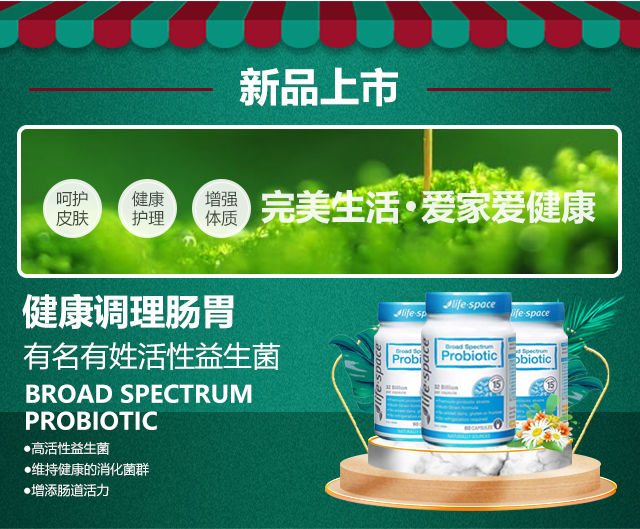 新品上市
呵护
皮肤
健康
护理
增强
体质
完美生活·爱家爱健康
健康调理肠胃
有名有姓活性益生菌
BROAD SPECTRUM
PROBIOTIC
●高活性益生菌
●维持健康的消化菌群
●增添肠道活力
life-space
life-space
Broad Spectrum
Probiotic
32 Billion
15
60 CAPSULES